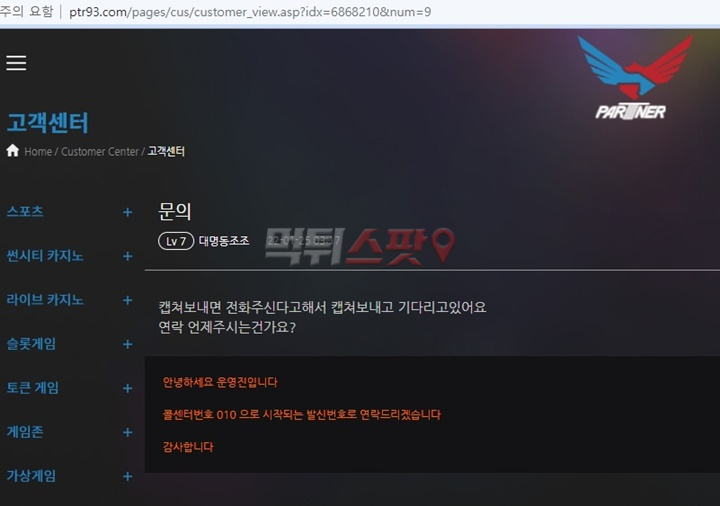 주의 요함 | ptr93.com/pages/cus/customer_view.asp?idx=6868210&num=9
PARTNER
고객센터
Home / Customer Center / 고객센터
스포츠 +
썬시티 카지노 +
라이브 카지노 +
슬롯게임 +
토큰 게임 +
게임존 +
가상게임 +
문의
Lv 7 대명동조조
먹튀스팟
캡쳐보내면 전화주신다고해서 캡쳐보내고 기다리고있어요
연락 언제주시는건가요?
안녕하세요 운영진입니다
콜센터번호 010 으로 시작되는 발신번호로 연락드리겠습니다
감사합니다